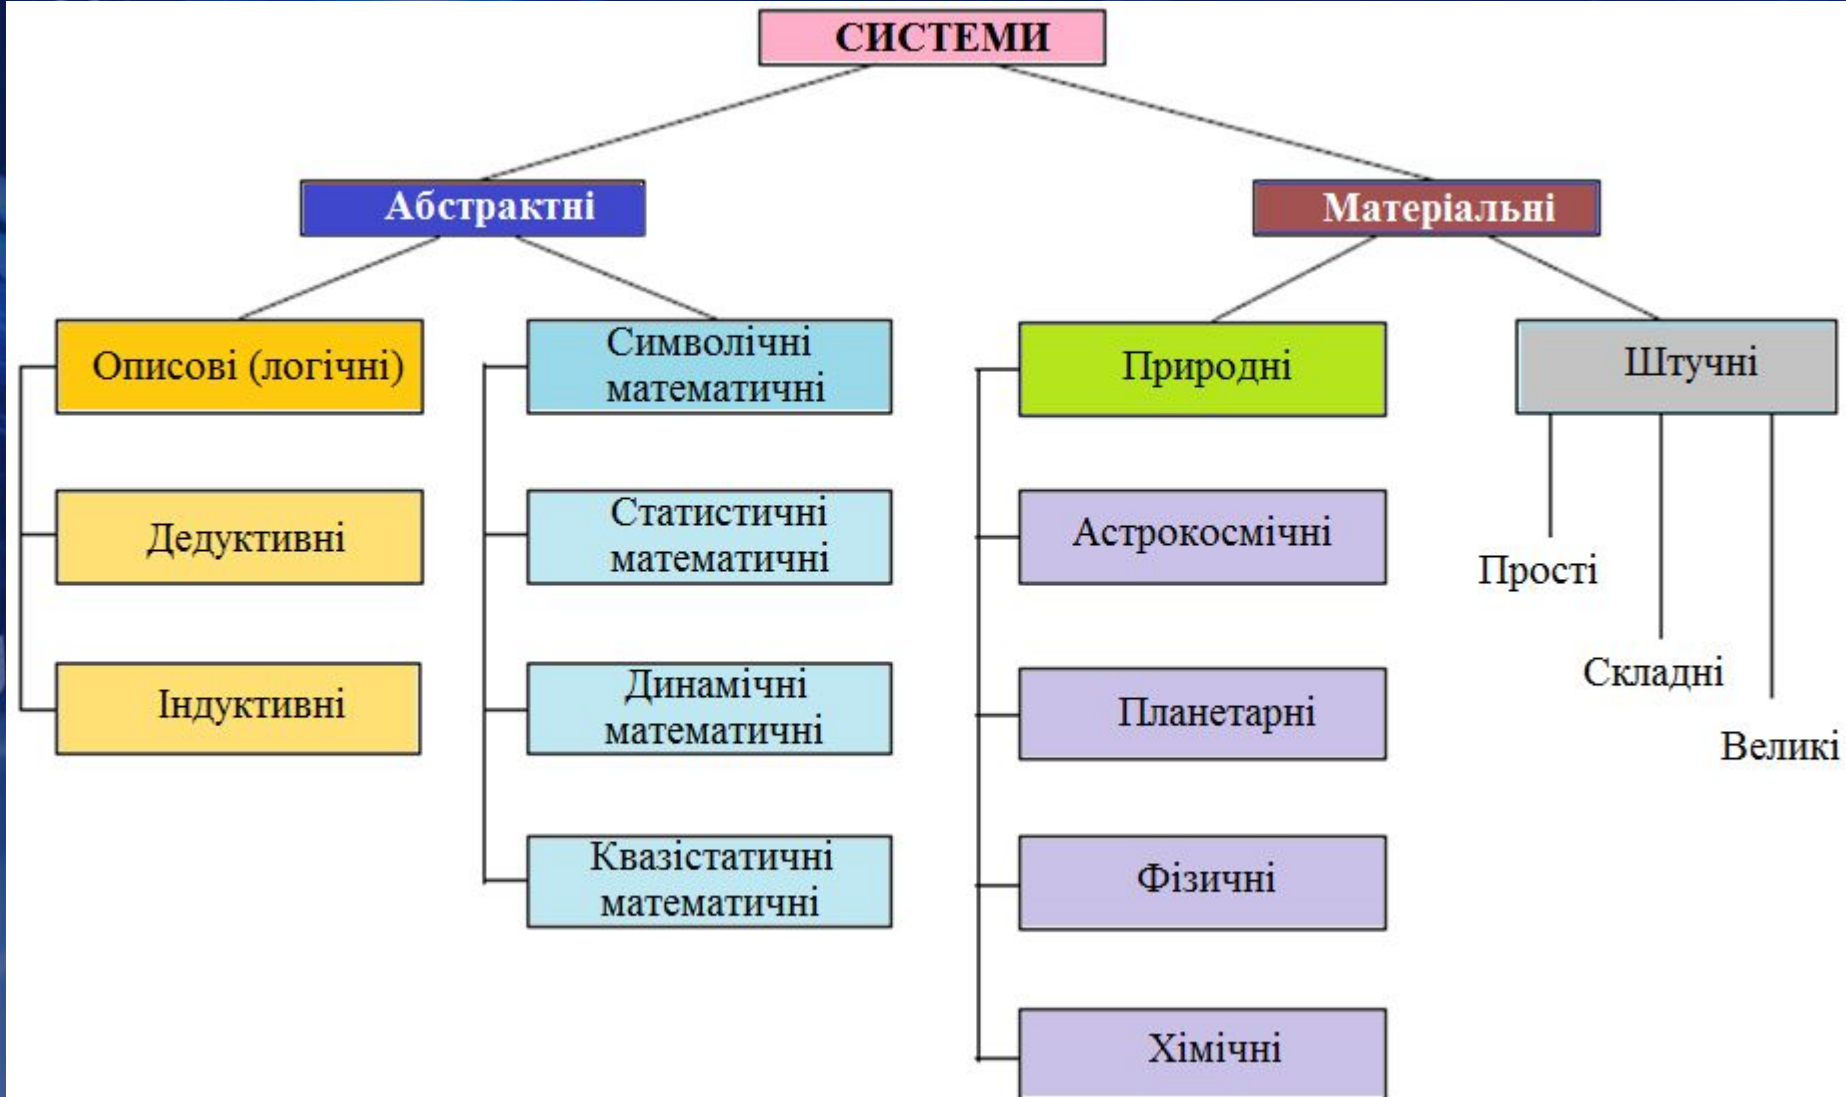 СИСТЕМИ
Абстрактні
Матеріальні
Описові (логічні)
Дедуктивні
Індуктивні
Символічні
математичні
Статистичні
математичні
Динамічні
математичні
Квазістатичні
математичні
Природні
Астрокосмічні
Планетарні
Фізичні
Хімічні
Штучні
Прості
Складні
Великі